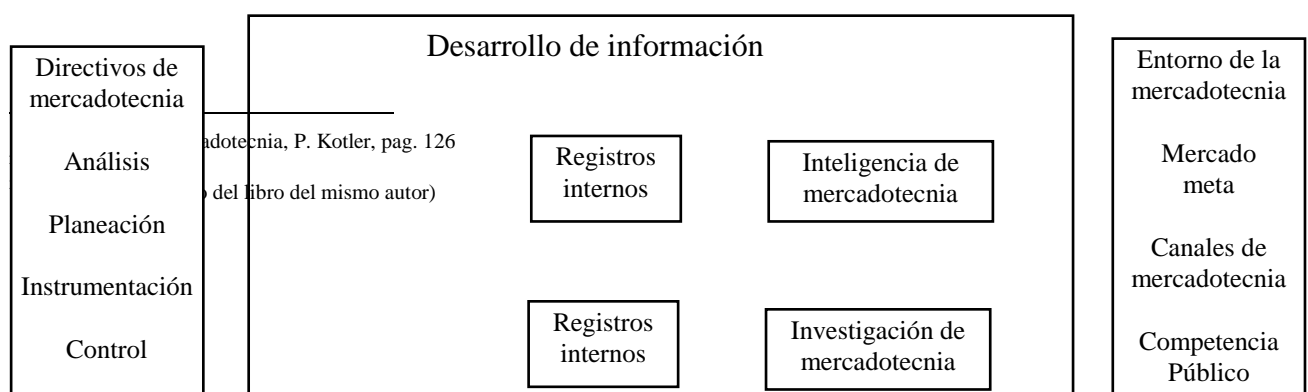 Desarrollo de información
Directivos de
mercadotecnia
Análisis
Planeación
Instrumentación
Control
adotecnia, P. Kotler, pag. 126
del libro del mismo autor)
Registros
internos
Inteligencia de
mercadotecnia
Registros
internos
Investigación de
mercadotecnia
Entorno de la
mercadotecnia
Mercado
meta
Canales de
mercadotecnia
Competencia
Público